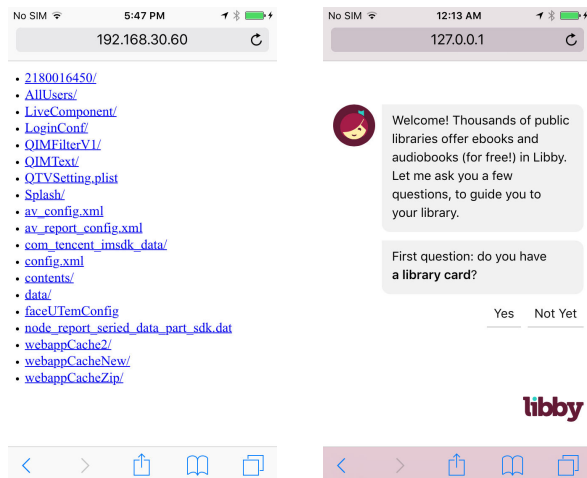 No SIM 5:47 PM
192.168.30.60
2180016450/
AllUsers/
LiveComponent/
LoginConf/
QIMFilterV1/
QIMText/
QTVSetting.plist
Splash/
av_config.xml
av_report_config.xml
com_tencent_imsdk_data/
config.xml
contents/
data/
faceUTemConfig
node_report_seried_data_part_sdk.dat
webappCache2/
webappCacheNew/
webappCacheZip/
No SIM 12:13 AM
127.0.0.1
Welcome! Thousands of public
libraries offer ebooks and
audiobooks (for free!) in Libby.
Let me ask you a few
questions, to guide you to
your library.
First question: do you have
a library card?
Yes Not Yet
libby